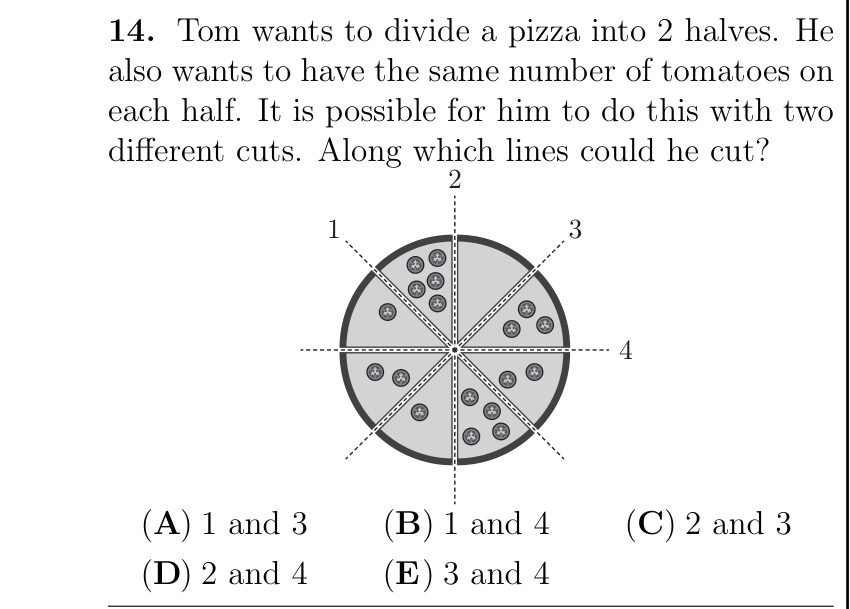 14. Tom wants to divide a pizza into 2 halves. He
also wants to have the same number of tomatoes on
each half. It is possible for him to do this with two
different cuts. Along which lines could he cut?
2
1
3
4
(A) 1 and 3 (B) 1 and 4 (C) 2 and 3
(D) 2 and 4 (E) 3 and 4